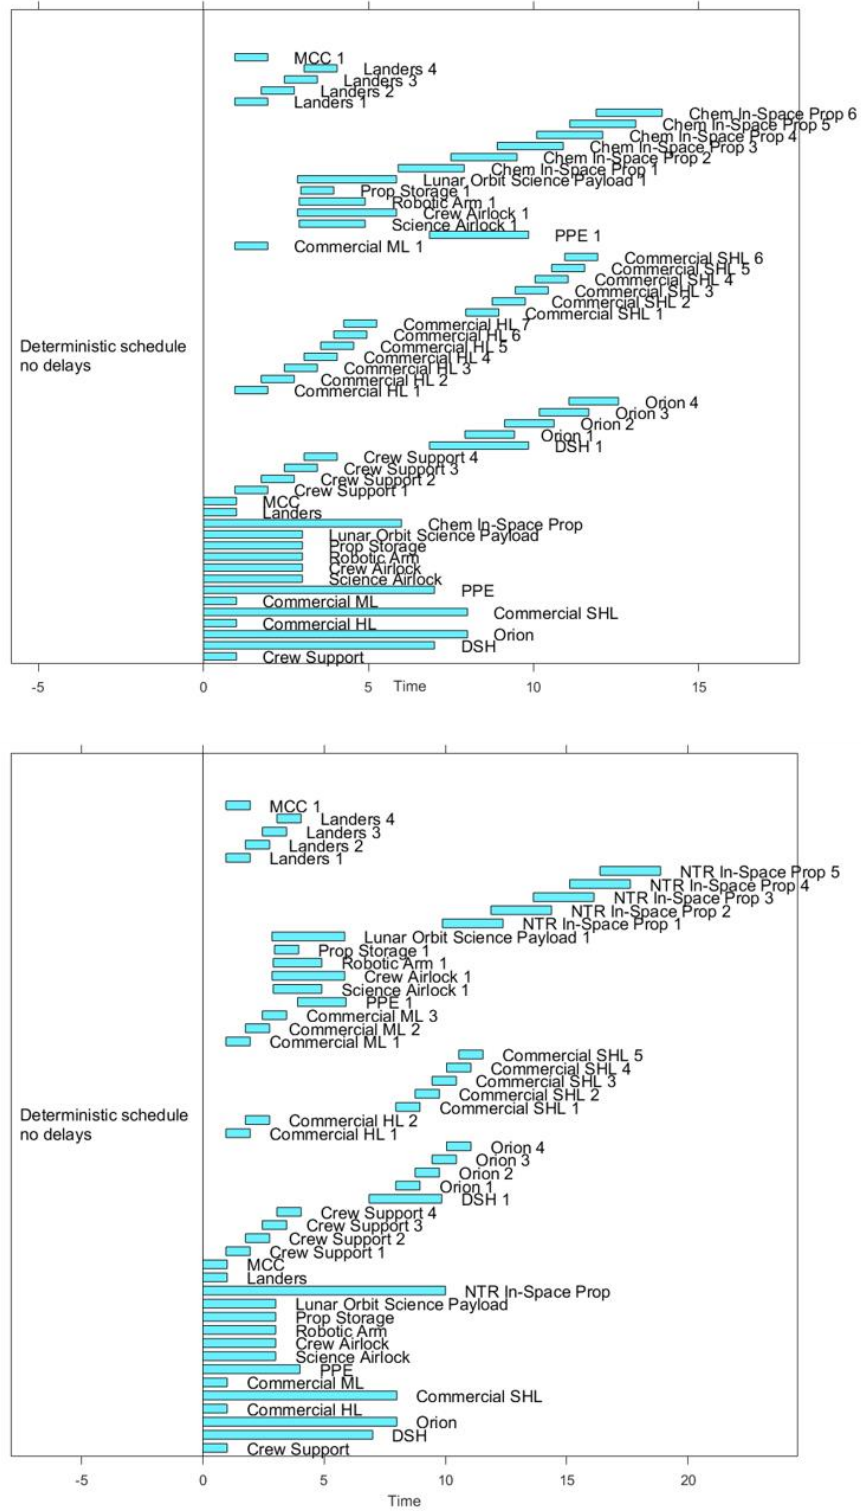 MCC 1
Landers 4
Landers 3
Landers 2
Landers 1
Chem In-Space Prop 6
Chem In-Space Prop 5
Chem In-Space Prop 4
Chem In-Space Prop 3
Chem In-Space Prop 2
Chem In-Space Prop 1
Lunar Orbit Science Payload 1
Prop Storage 1
Robotic Arm 1
Crew Airlock 1
Science Airlock 1
PPE 1
Commercial ML 1
Commercial SHL 6
Commercial SHL 5
Commercial SHL 4
Commercial SHL 3
Commercial SHL 2
Commercial SHL 1
Commercial HL 7
Commercial HL 6
Commercial HL 5
Commercial HL 4
Commercial HL 3
Commercial HL 2
Commercial HL 1
Deterministic schedule
no delays
Orion 4
Orion 3
Orion 2
Orion 1
DSH 1
Crew Support 4
Crew Support 3
Crew Support 2
Crew Support 1
MCC
Landers
Chem In-Space Prop
Lunar Orbit Science Payload
Prop Storage
Robotic Arm
Crew Airlock
Science Airlock
PPE
Commercial ML
Commercial SHL
Commercial HL
Orion
DSH
Crew Support
-5 0 5 10 15
Time
MCC 1
Landers 4
Landers 3
Landers 2
Landers 1
NTR In-Space Prop 5
NTR In-Space Prop 4
NTR In-Space Prop 3
NTR In-Space Prop 2
NTR In-Space Prop 1
Lunar Orbit Science Payload 1
Prop Storage 1
Robotic Arm 1
Crew Airlock 1
Science Airlock 1
PPE 1
Commercial ML 3
Commercial ML 2
Commercial ML 1
Commercial SHL 5
Commercial SHL 4
Commercial SHL 3
Commercial SHL 2
Commercial SHL 1
Commercial HL 2
Commercial HL 1
Deterministic schedule
no delays
Orion 4
Orion 3
Orion 2
Orion 1
DSH 1
Crew Support 4
Crew Support 3
Crew Support 2
Crew Support 1
MCC
Landers
NTR In-Space Prop
Lunar Orbit Science Payload
Prop Storage
Robotic Arm
Crew Airlock
Science Airlock
PPE
Commercial ML
Commercial SHL
Commercial HL
Orion
DSH
Crew Support
-5 0 5 10 15 20
Time